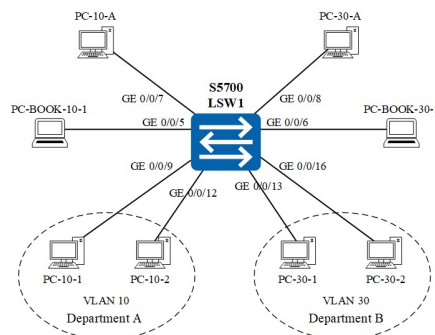 PC-10-A
PC-30-A
S5700
LSW1
GE 0/0/7
GE 0/0/8
PC-BOOK-10-1
GE 0/0/5
GE 0/0/6
PC-BOOK-30-
GE 0/0/9
GE 0/0/16
GE 0/0/12
GE 0/0/13
PC-10-1
PC-10-2
PC-30-1
PC-30-2
VLAN 10
VLAN 30
Department A
Department B